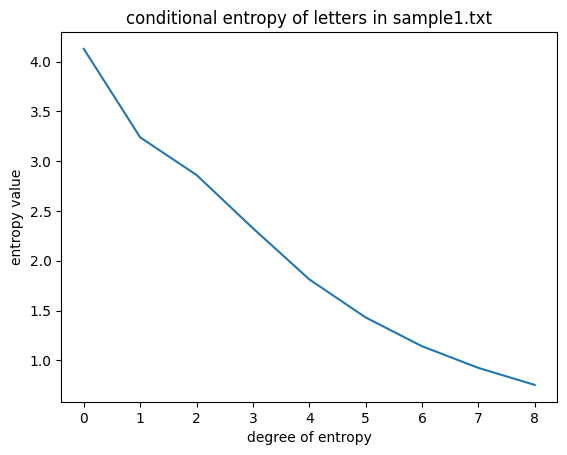 conditional entropy of letters in sample1.txt
entropy value
4.0
3.5
3.0
2.5
2.0
1.5
1.0
0 1 2 3 4 5 6 7 8
degree of entropy